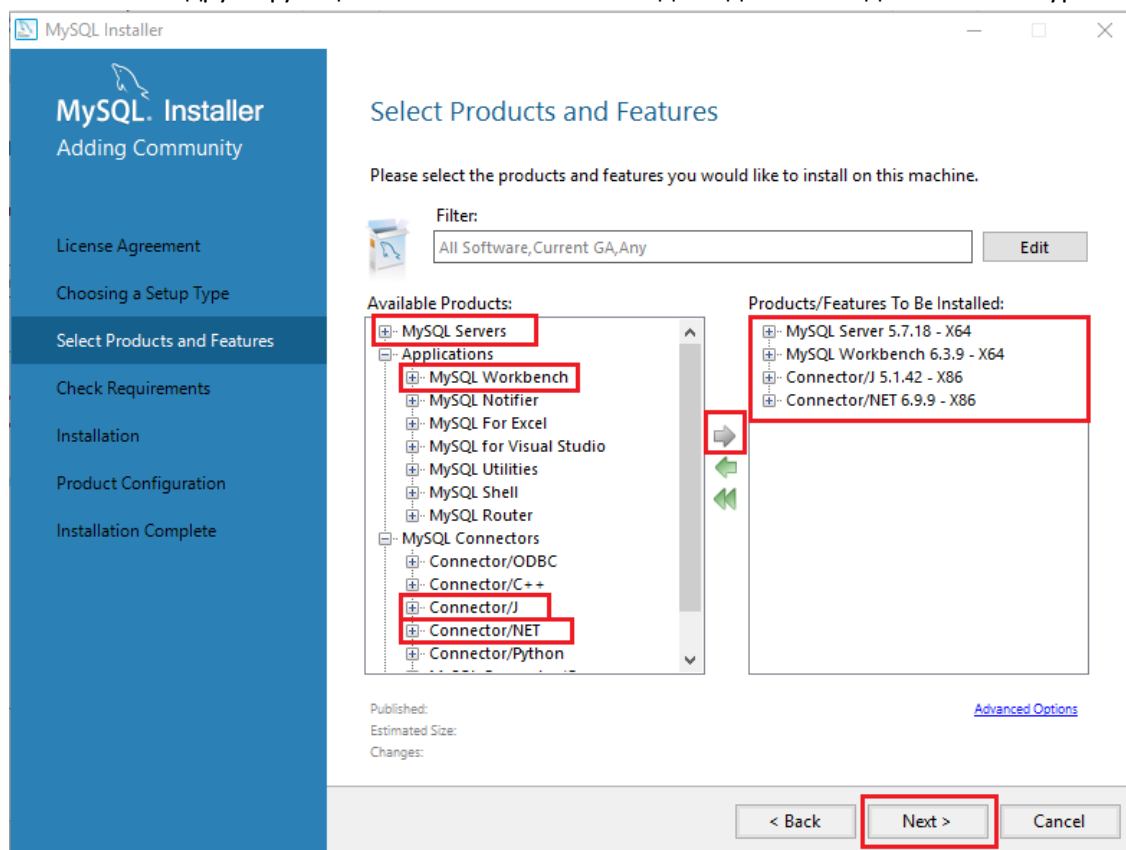 MySQL Installer
MySQL. Installer
Adding Community
License Agreement
Choosing a Setup Type
Select Products and Features
Check Requirements
Installation
Product Configuration
Installation Complete
Select Products and Features
Please select the products and features you would like to install on this machine.
Filter:
All Software,Current GA,Any
Edit
Available Products:
MySQL Servers
Applications
MySQL Workbench
MySQL Notifier
MySQL For Excel
MySQL for Visual Studio
MySQL Utilities
MySQL Shell
MySQL Router
MySQL Connectors
Connector/ODBC
Connector/C++
Connector/J
Connector/NET
Connector/Python
Products/Features To Be Installed:
MySQL Server 5.7.18 - X64
MySQL Workbench 6.3.9 - X64
Connector/J 5.1.42 - X86
Connector/NET 6.9.9 - X86
Published:
Estimated Size:
Changes:
Advanced Options
< Back
Next >
Cancel